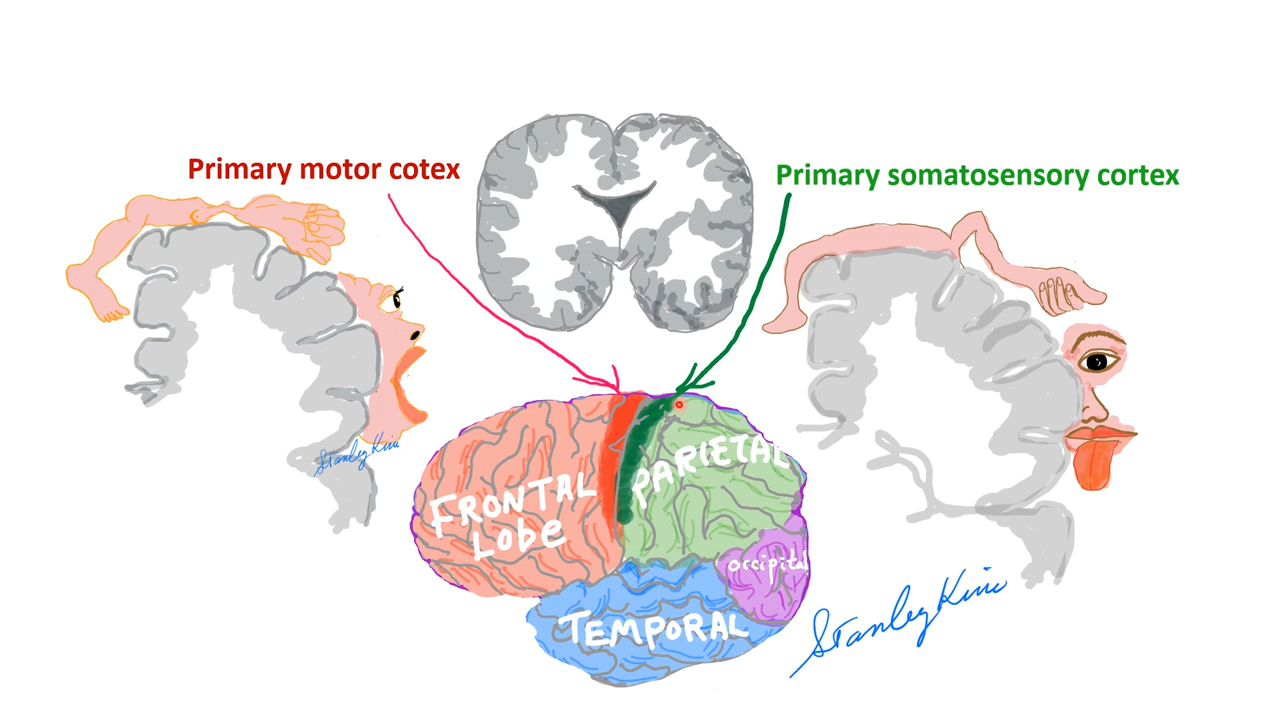 Primary motor cotex
Primary somatosensory cortex
Stanley Kim
FRONTAL
Lobe
PARIETAL
occipital
TEMPORAL
Stanley Kim